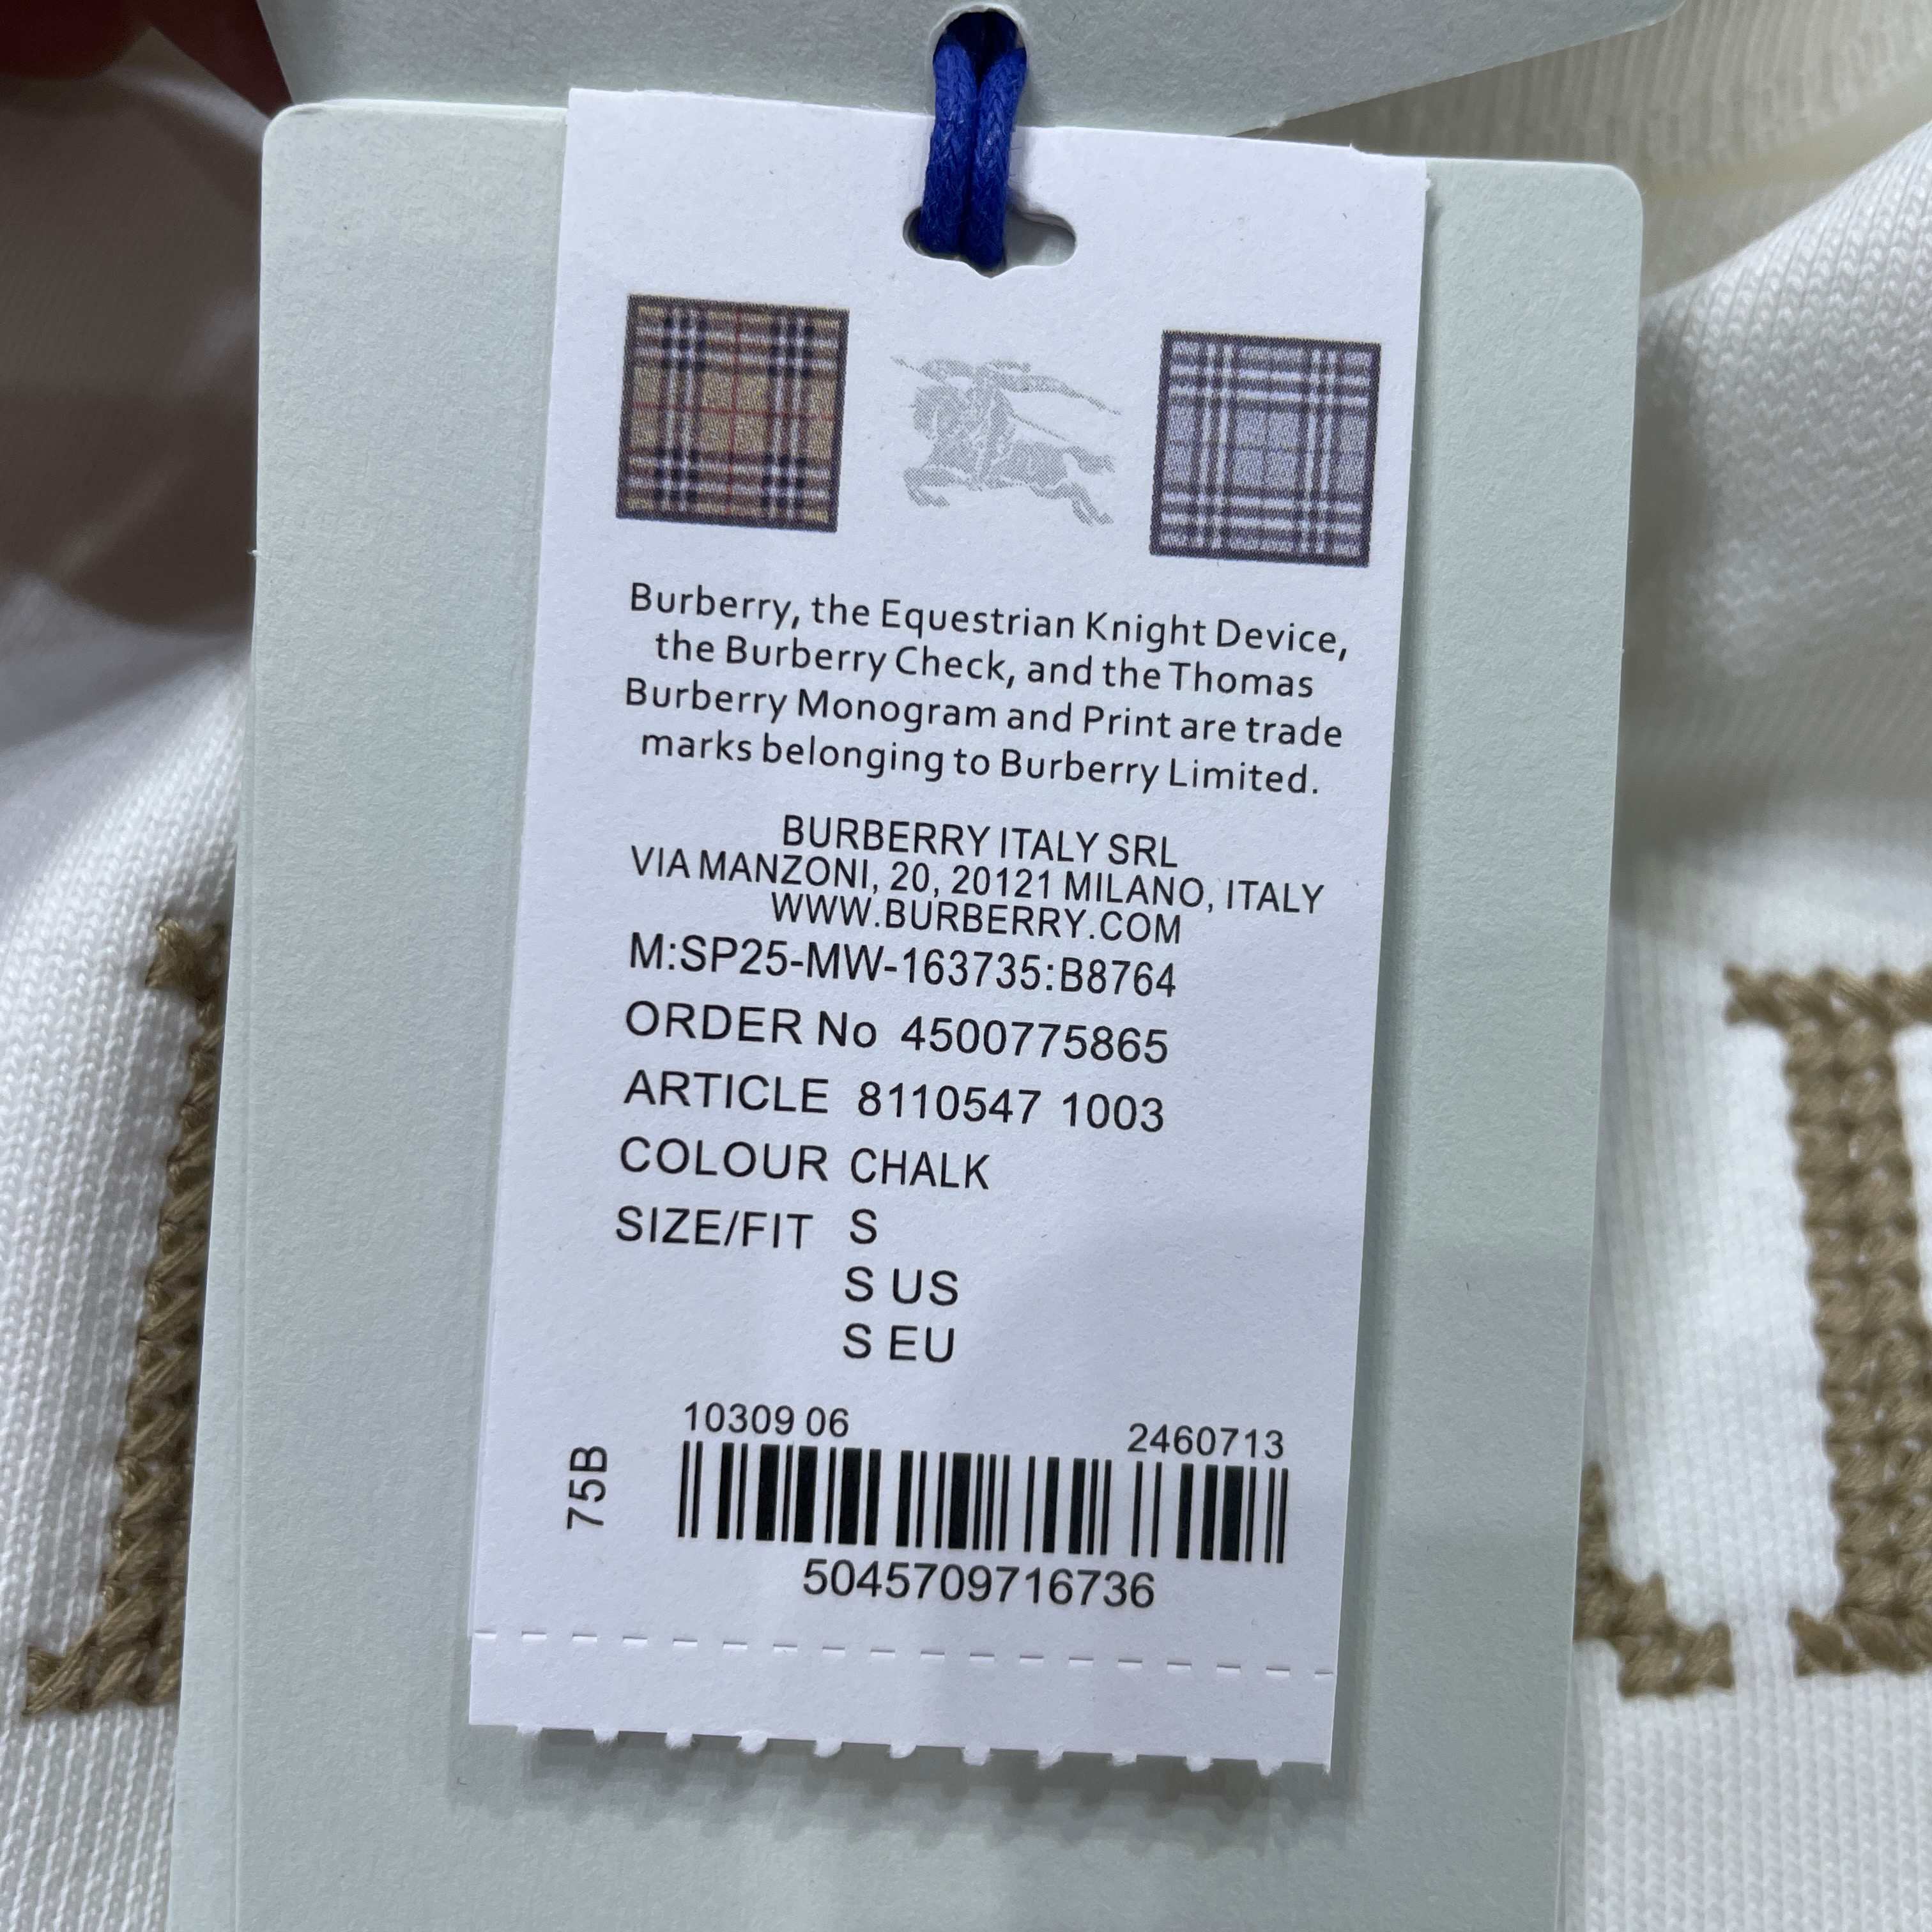 Burberry, the Equestrian Knight Device,
the Burberry Check, and the Thomas
Burberry Monogram and Print are trade
marks belonging to Burberry Limited.
BURBERRY ITALY SRL
VIA MANZONI, 20, 20121 MILANO, ITALY
WWW.BURBERRY.COM
M:SP25-MW-163735:B8764
ORDER No 4500775865
ARTICLE 8110547 1003
COLOUR CHALK
SIZE/FIT S
S US
S EU
10309 06 2460713
75B
5045709716736